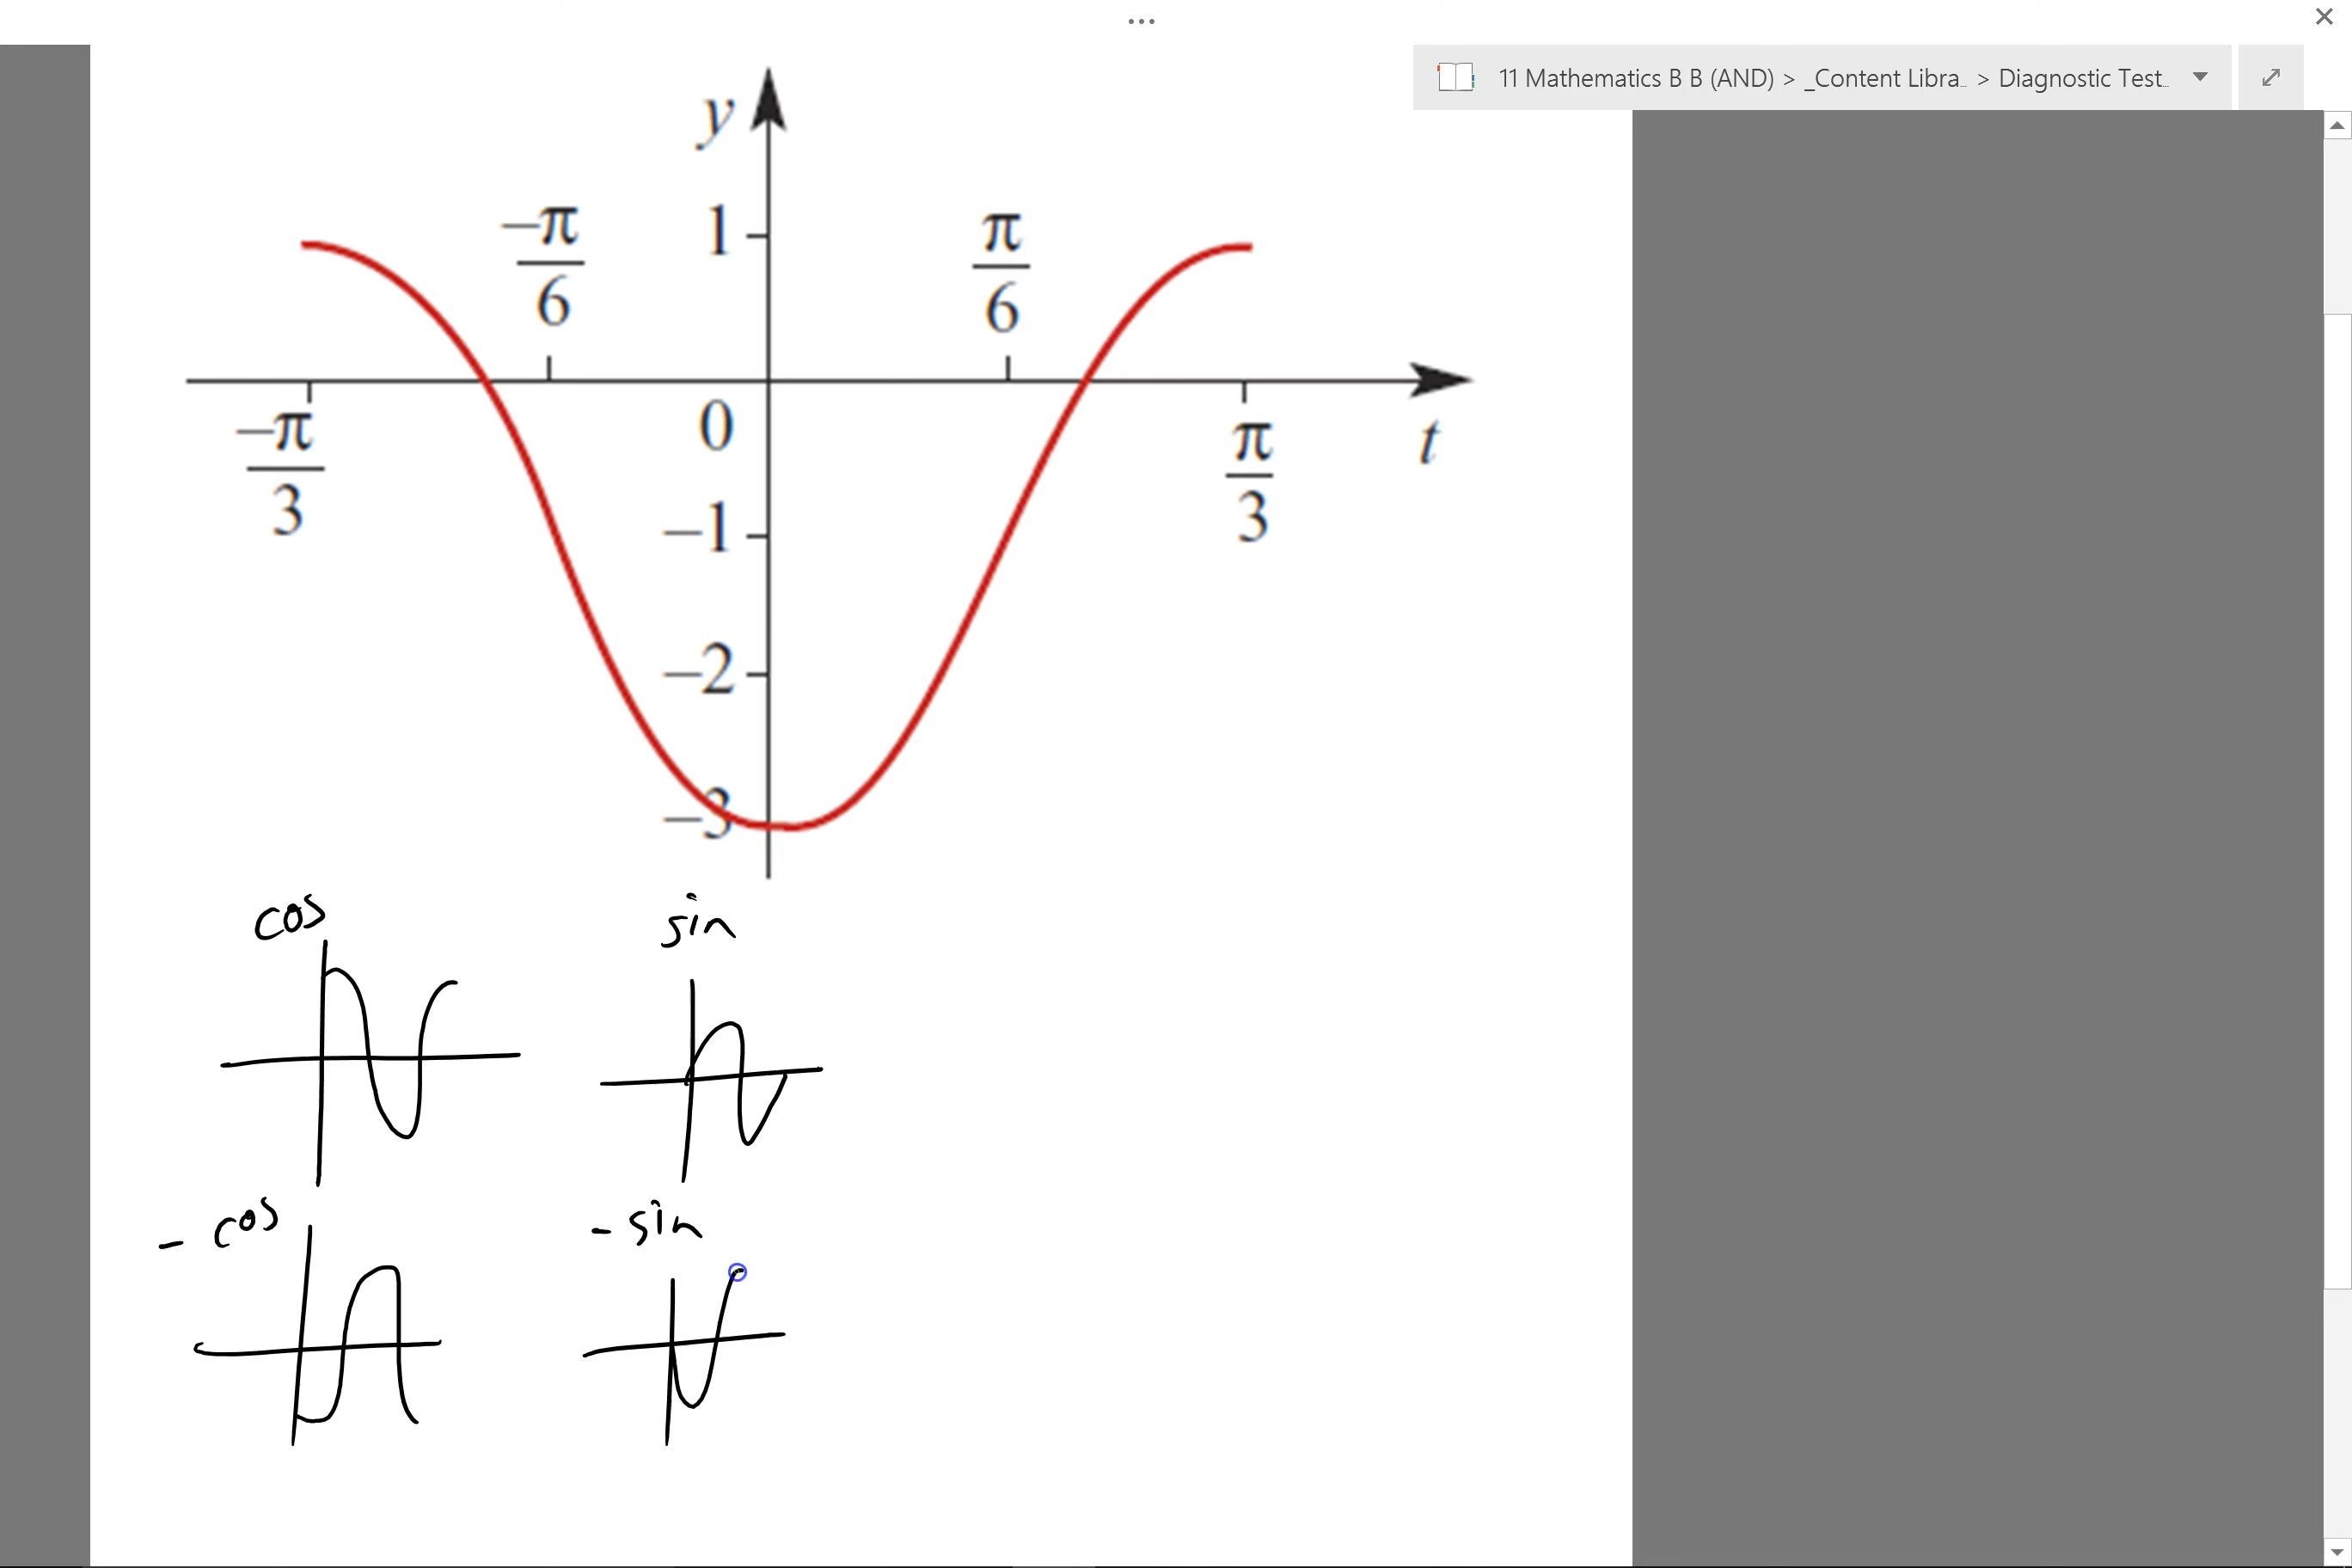 11 Mathematics B B (AND) > _Content Libra... > Diagnostic Test...
y
1
−π/6
π/6
0
t
−π/3
π/3
−1
−2
−3
cos
sin
- cos
- sin